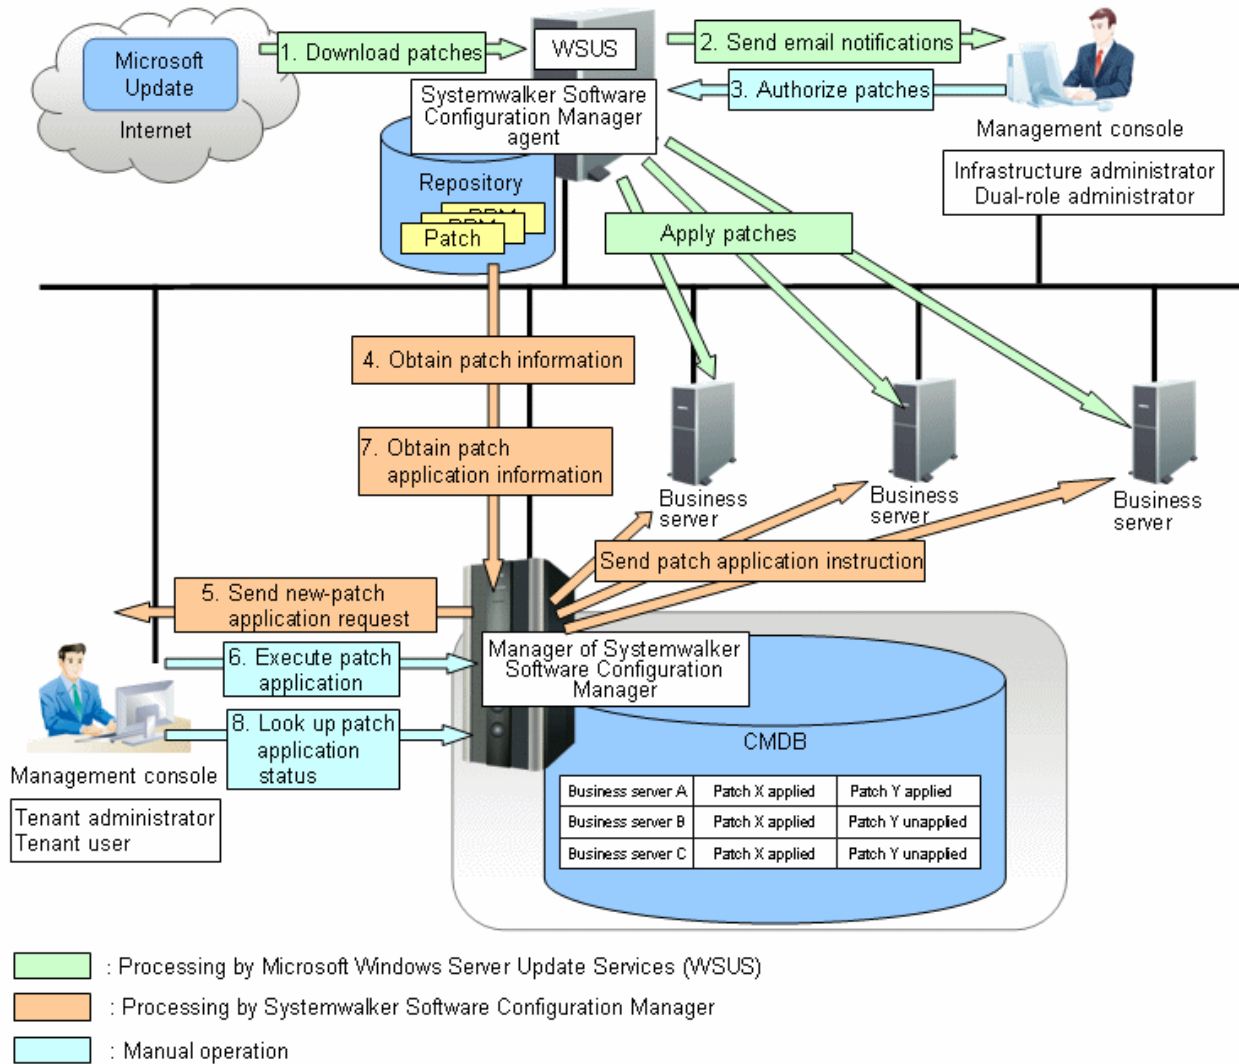 Microsoft
Update
Internet
1. Download patches
WSUS
2. Send email notifications
3. Authorize patches
Systemwalker Software
Configuration Manager
agent
Management console
Infrastructure administrator
Dual-role administrator
Repository
Patch
Apply patches
4. Obtain patch information
7. Obtain patch
application information
Business
server
Business
server
Business
server
Send patch application instruction
5. Send new-patch
application request
6. Execute patch
application
8. Look up patch
application
status
Manager of Systemwalker
Software Configuration
Manager
Management console
Tenant administrator
Tenant user
CMDB
Business server A Patch X applied Patch Y applied
Business server B Patch X applied Patch Y unapplied
Business server C Patch X applied Patch Y unapplied
: Processing by Microsoft Windows Server Update Services (WSUS)
: Processing by Systemwalker Software Configuration Manager
: Manual operation